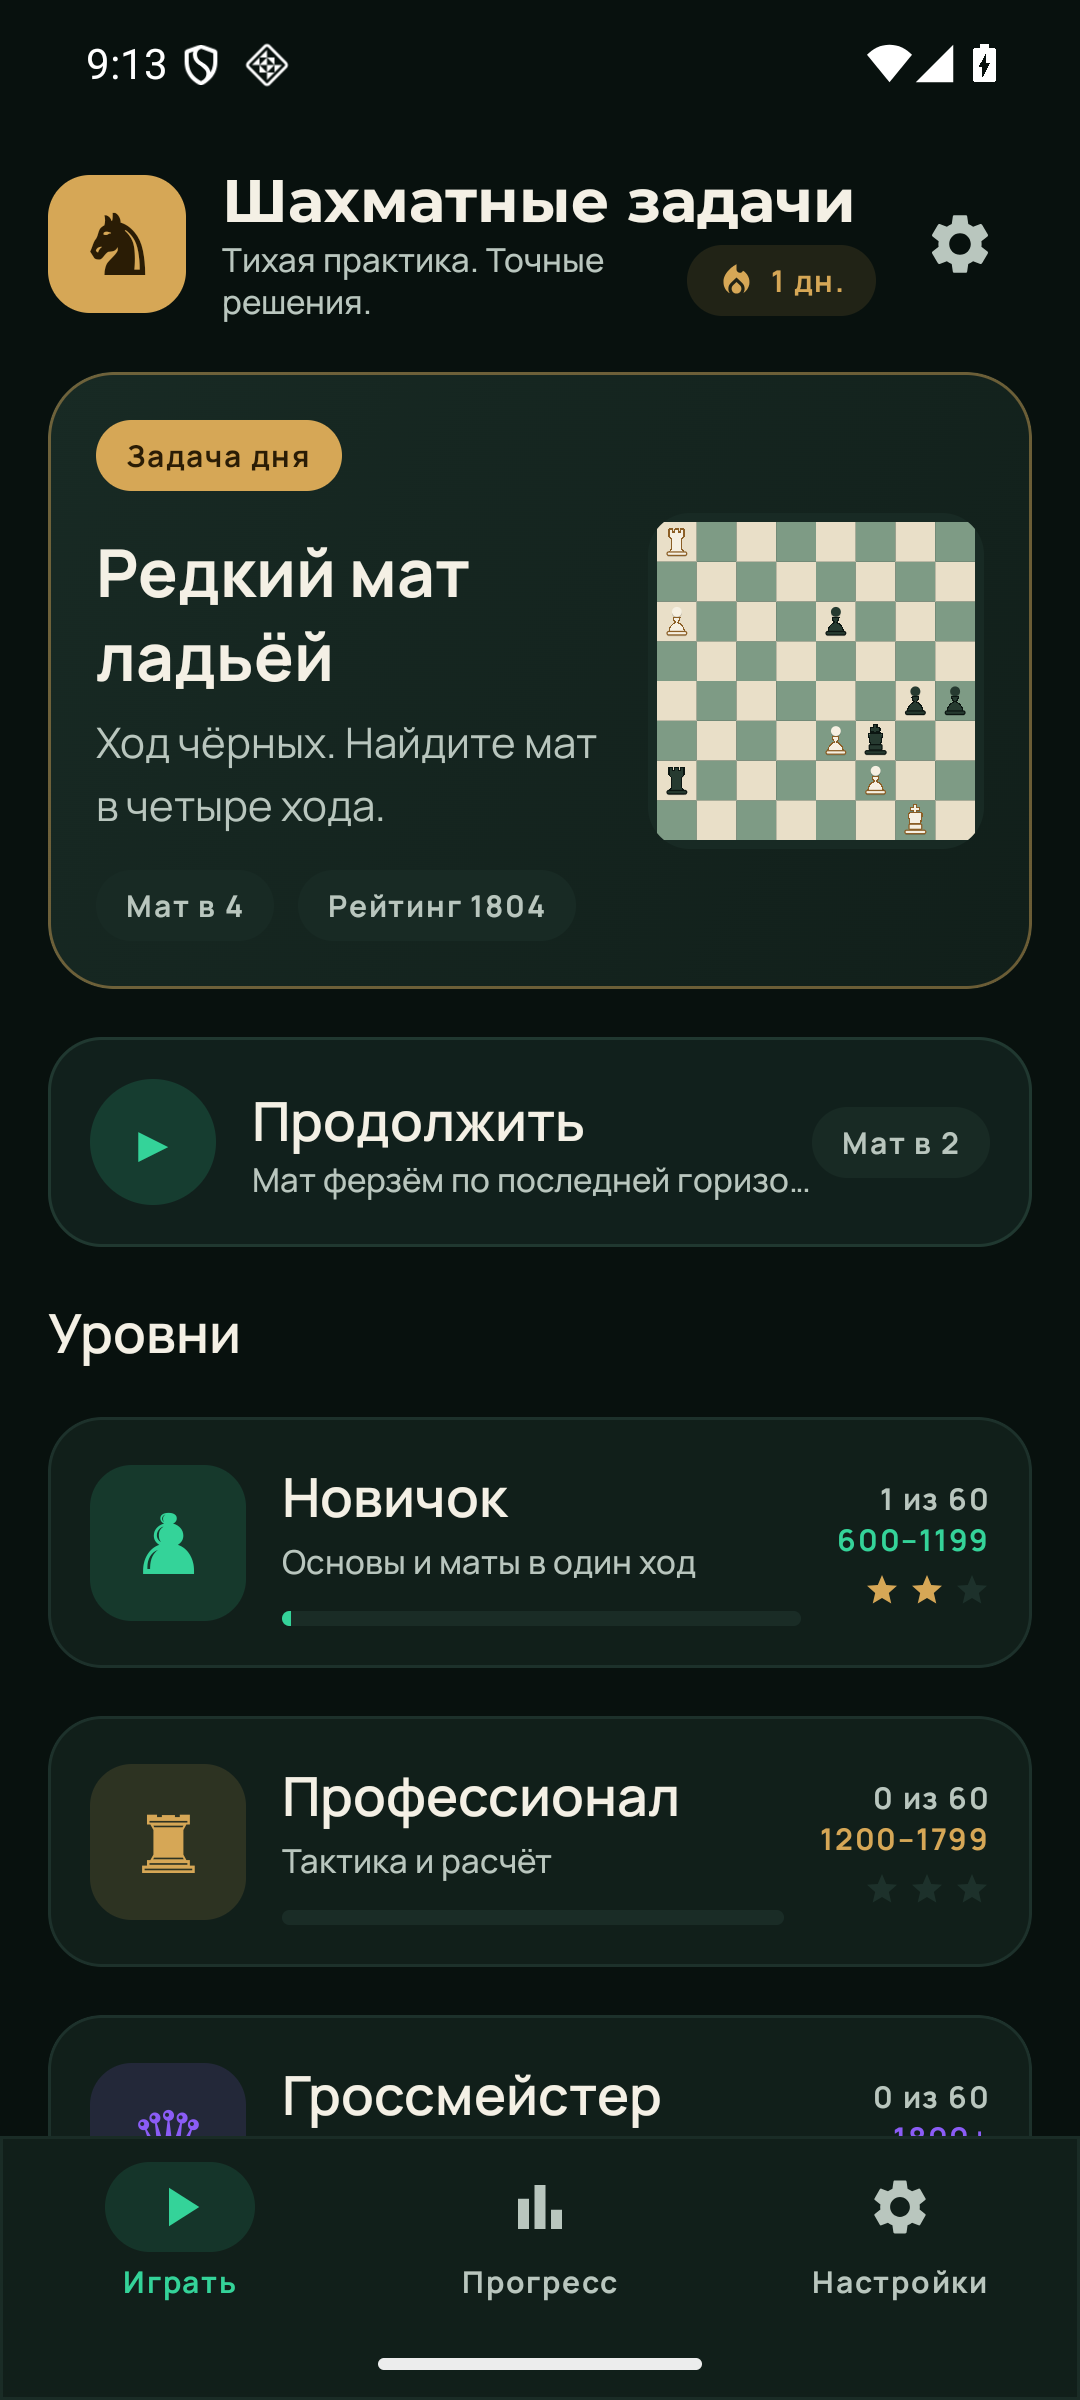 9:13
Шахматные задачи
Тихая практика. Точные
решения.
1 дн.
Задача дня
Редкий мат
ладьёй
Ход чёрных. Найдите мат
в четыре хода.
Мат в 4
Рейтинг 1804
Продолжить
Мат ферзём по последней горизо...
Мат в 2
Уровни
Новичок
Основы и маты в один ход
1 из 60
600–1199
Профессионал
Тактика и расчёт
0 из 60
1200–1799
Гроссмейстер
0 из 60
Играть
Прогресс
Настройки